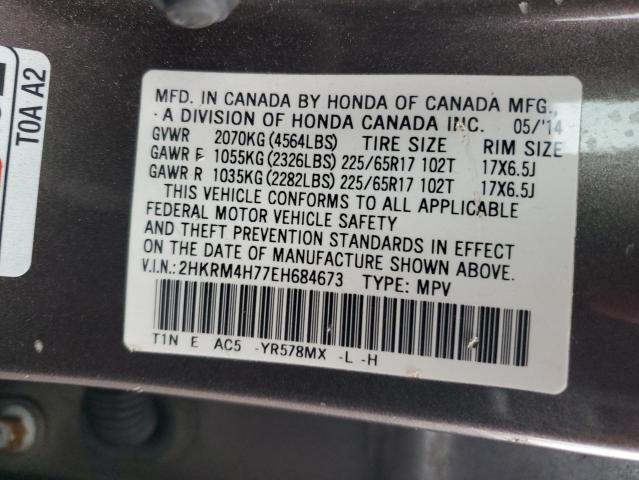 T0A A2
MFD. IN CANADA BY HONDA OF CANADA MFG.,
A DIVISION OF HONDA CANADA INC. 05/'14
GVWR 2070KG(4564LBS) TIRE SIZE RIM SIZE
GAWR F 1055KG(2326LBS) 225/65R17 102T 17X6.5J
GAWR R 1035KG(2282LBS) 225/65R17 102T 17X6.5J
THIS VEHICLE CONFORMS TO ALL APPLICABLE
FEDERAL MOTOR VEHICLE SAFETY
AND THEFT PREVENTION STANDARDS IN EFFECT
ON THE DATE OF MANUFACTURE SHOWN ABOVE.
V.I.N.:2HKRM4H77EH684673 TYPE: MPV
T1N E AC5 -YR578MX -L -H